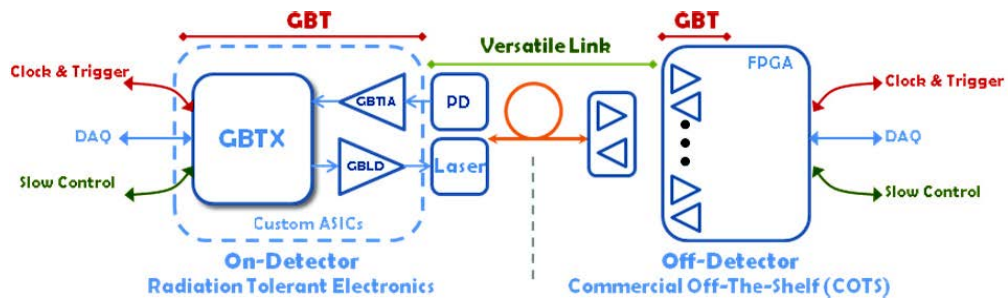 GBT
GBT
Versatile Link
FPGA
Clock & Trigger
GBTIA
PD
Clock & Trigger
DAQ
GBTX
DAQ
GBLD
Laser
Slow Control
Slow Control
Custom ASICs
On-Detector
Off-Detector
Radiation Tolerant Electronics
Commercial Off-The-Shelf (COTS)